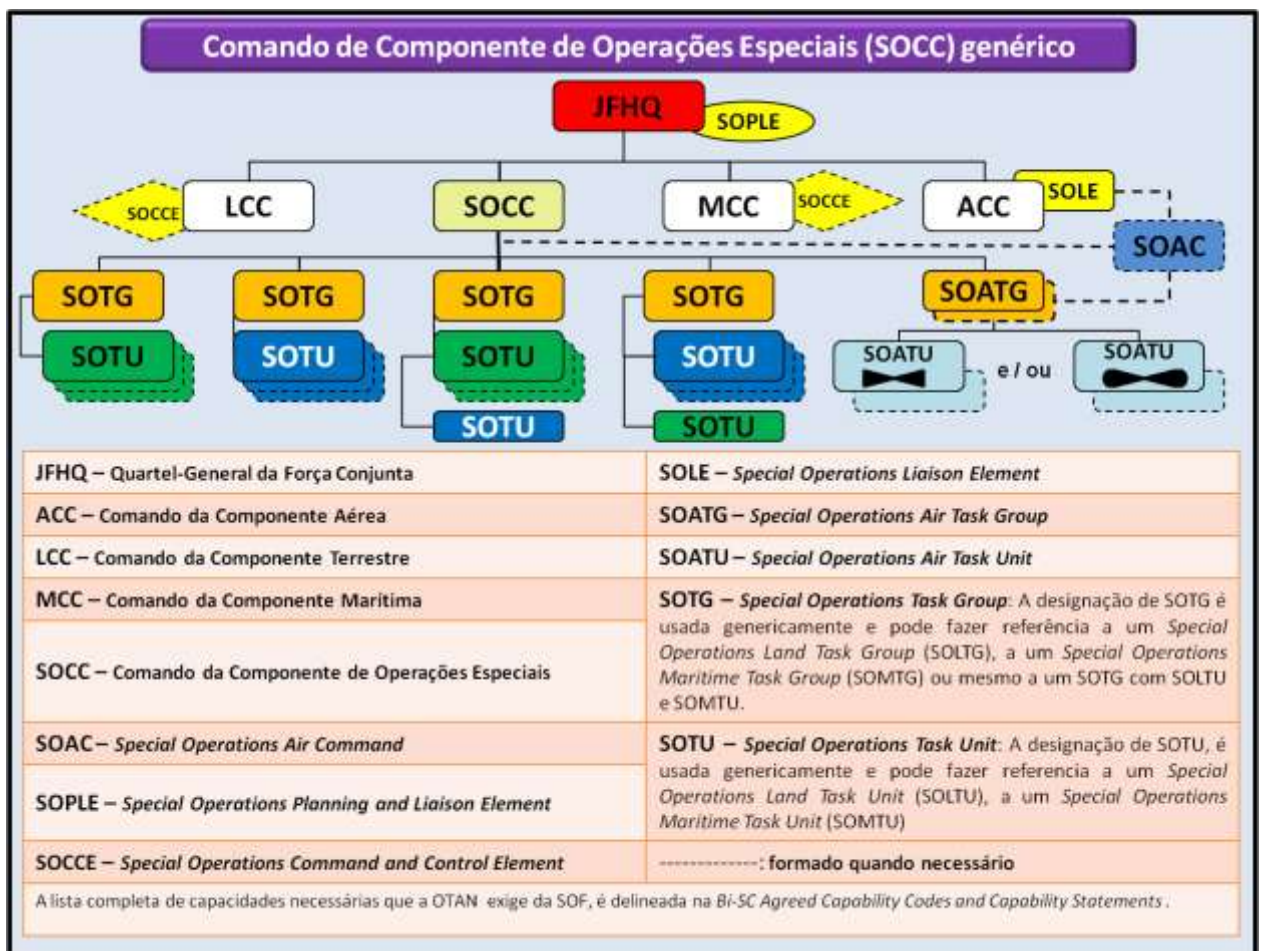 Comando de Componente de Operações Especiais (SOCC) genérico
JFHQ
SOPLE
SOCCE
LCC
SOCC
MCC
SOCCE
ACC
SOLE
SOAC
SOTG
SOTG
SOTG
SOTG
SOATG
SOTU
SOTU
SOTU
SOTU
SOATU
e / ou
SOATU
SOTU
SOTU
JFHQ – Quartel-General da Força Conjunta
SOLE – Special Operations Liaison Element
ACC – Comando da Componente Aérea
SOATG – Special Operations Air Task Group
LCC – Comando da Componente Terrestre
SOATU – Special Operations Air Task Unit
MCC – Comando da Componente Marítima
SOCC – Comando da Componente de Operações Especiais
SOTG – Special Operations Task Group: A designação de SOTG é
usada genericamente e pode fazer referência a um Special
Operations Land Task Group (SOLTG), a um Special Operations
Maritime Task Group (SOMTG) ou mesmo a um SOTG com SOLTU
e SOMTU.
SOAC – Special Operations Air Command
SOPLE – Special Operations Planning and Liaison Element
SOTU – Special Operations Task Unit: A designação de SOTU, é
usada genericamente e pode fazer referencia a um Special
Operations Land Task Unit (SOLTU), a um Special Operations
Maritime Task Unit (SOMTU)
SOCCE – Special Operations Command and Control Element
-------------: formado quando necessário
A lista completa de capacidades necessárias que a OTAN exige da SOF, é delineada na Bi-SC Agreed Capability Codes and Capability Statements .